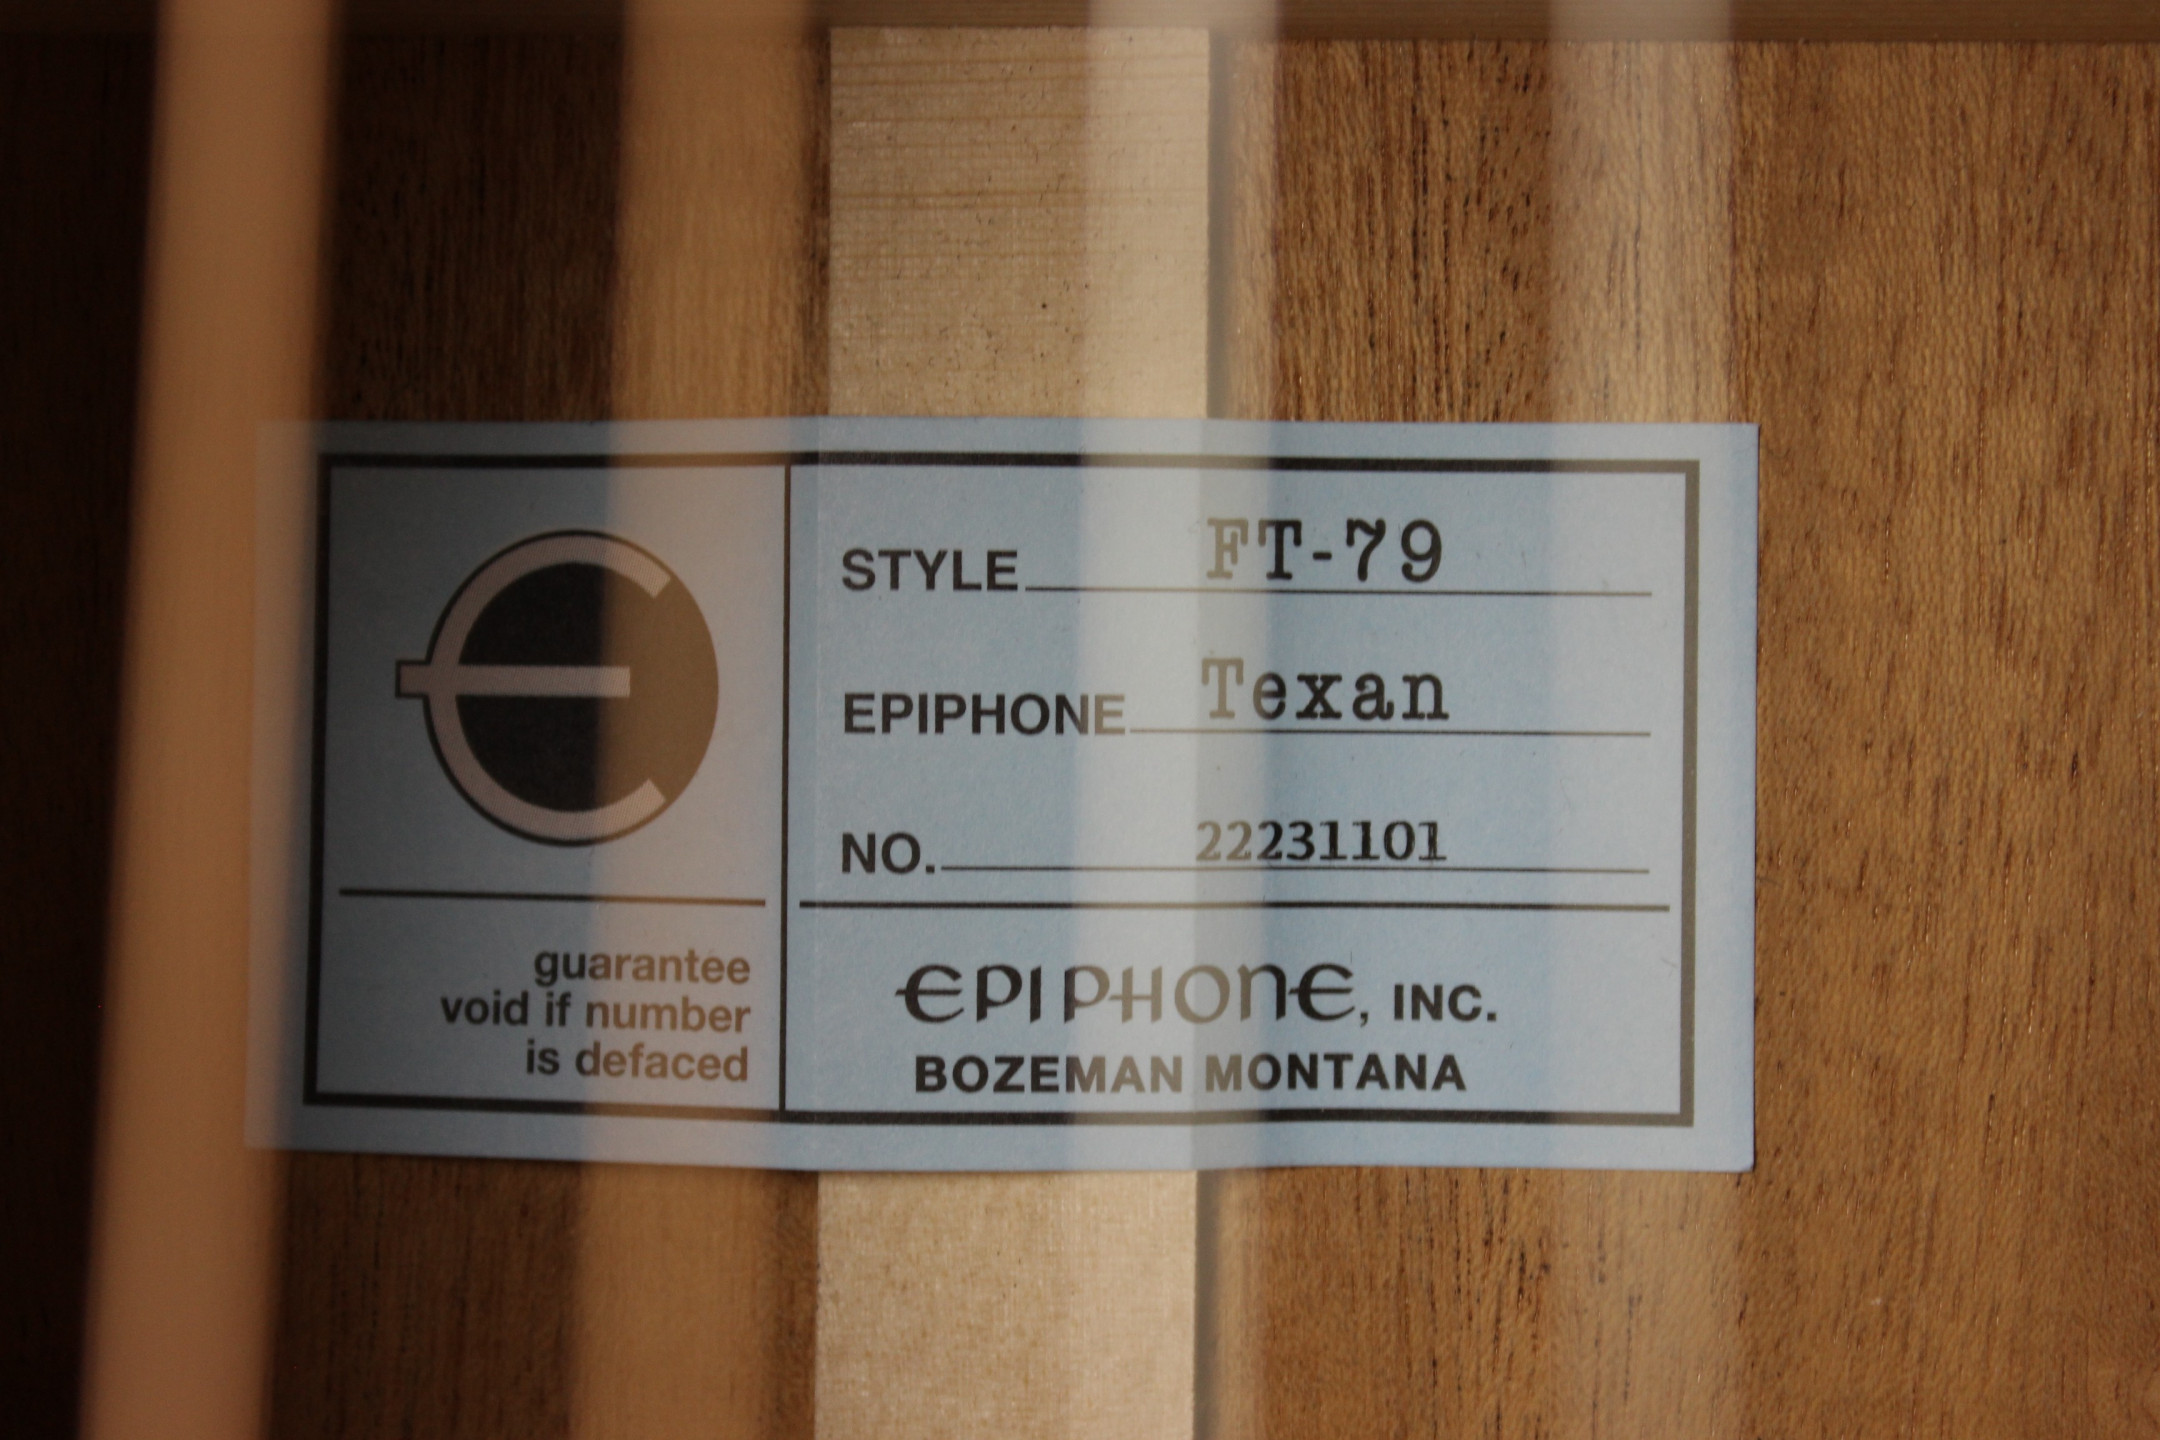 STYLE FT-79
EPIPHONE Texan
NO. 22231101
guarantee
void if number
is defaced
EPIPHONE, INC.
BOZEMAN MONTANA